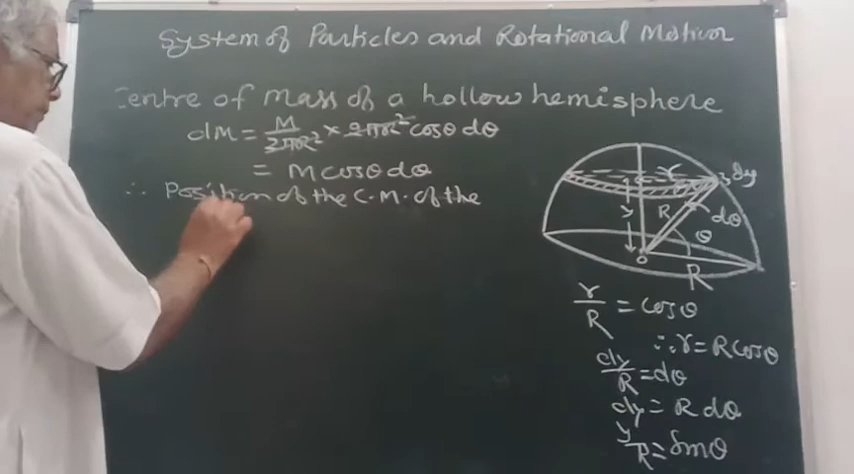 System of Particles and Rotational Motion
Centre of mass of a hollow hemisphere
dM = M/2πR² × 2πR² cosθ dθ
= M cosθ dθ
∴ Position of the C.M. of the
r
dy
y
R
dθ
θ
O
R
r/R = cosθ
∴ r = R cosθ
dy/R = dθ
dy = R dθ
y/R = Sinθ